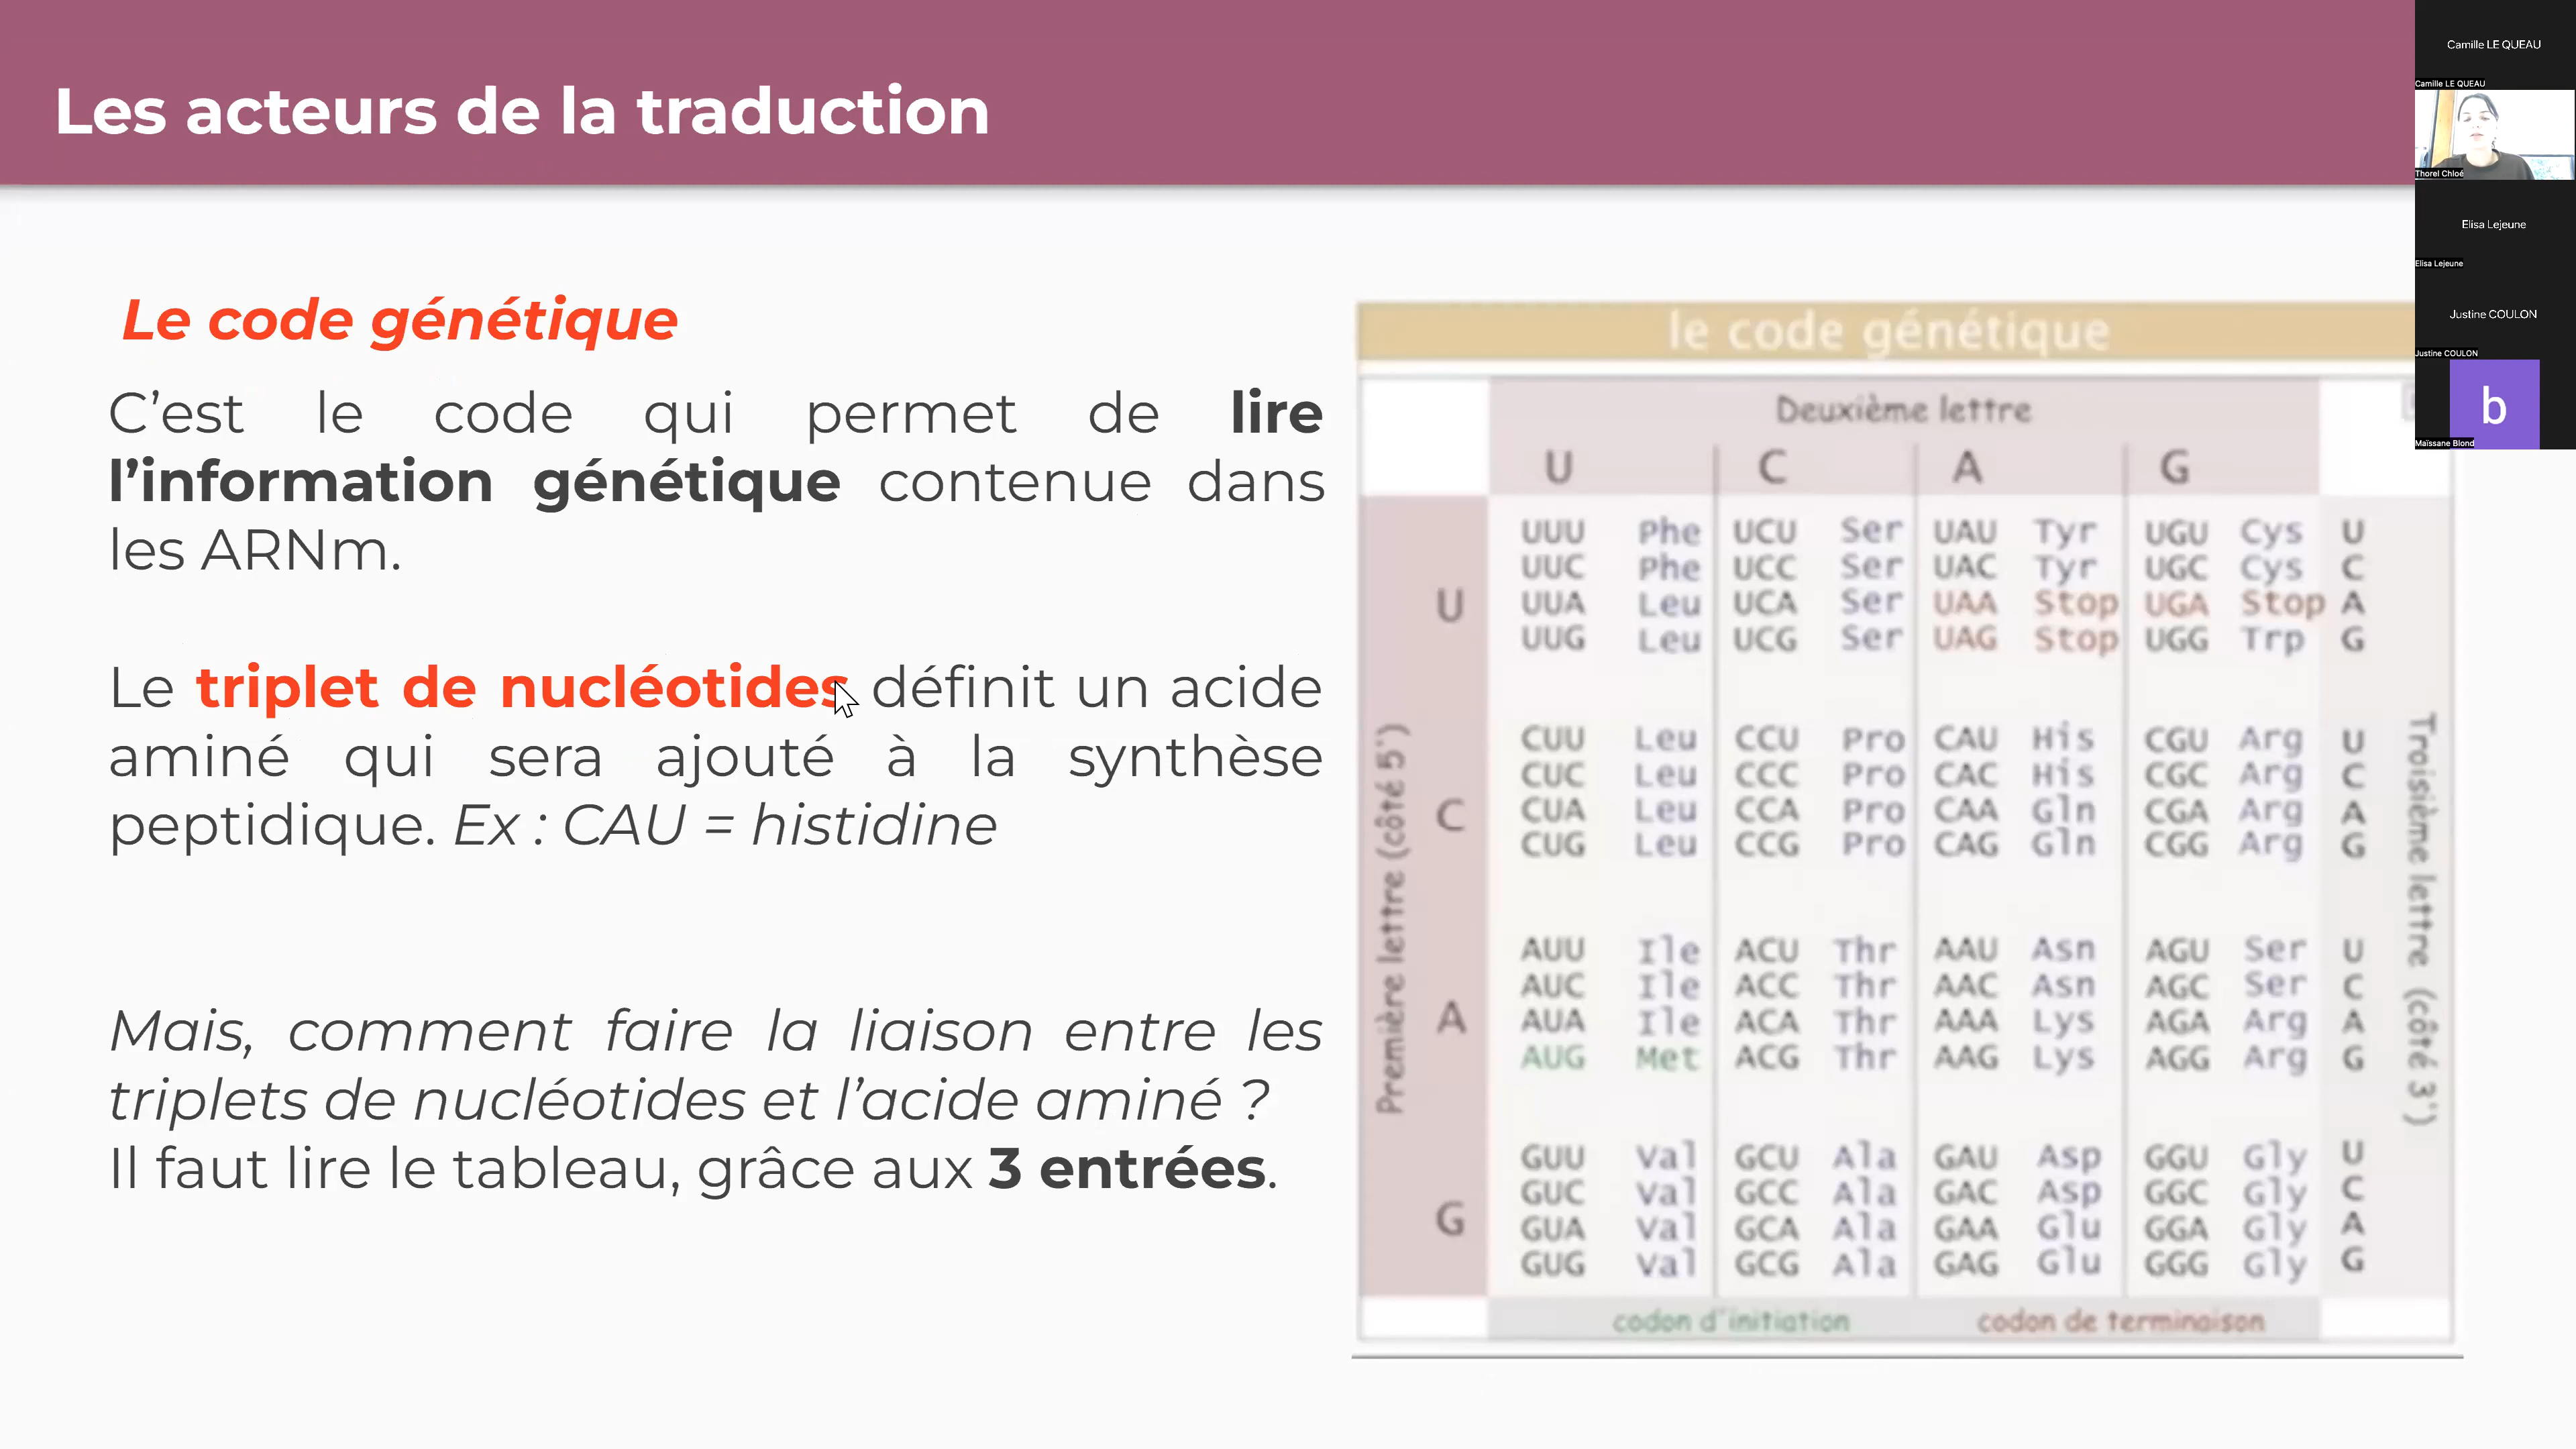 Les acteurs de la traduction
Le code génétique
C’est le code qui permet de lire
l’information génétique contenue dans
les ARNm.
Le triplet de nucléotides définit un acide
aminé qui sera ajouté à la synthèse
peptidique. Ex : CAU = histidine
Mais, comment faire la liaison entre les
triplets de nucléotides et l’acide aminé ?
Il faut lire le tableau, grâce aux 3 entrées.
le code génétique
Deuxième lettre
U C A G
Première lettre (côté 5')
Troisième lettre (côté 3')
U
UUU Phe UCU Ser UAU Tyr UGU Cys U
UUC Phe UCC Ser UAC Tyr UGC Cys C
UUA Leu UCA Ser UAA Stop UGA Stop A
UUG Leu UCG Ser UAG Stop UGG Trp G
C
CUU Leu CCU Pro CAU His CGU Arg U
CUC Leu CCC Pro CAC His CGC Arg C
CUA Leu CCA Pro CAA Gln CGA Arg A
CUG Leu CCG Pro CAG Gln CGG Arg G
A
AUU Ile ACU Thr AAU Asn AGU Ser U
AUC Ile ACC Thr AAC Asn AGC Ser C
AUA Ile ACA Thr AAA Lys AGA Arg A
AUG Met ACG Thr AAG Lys AGG Arg G
G
GUU Val GCU Ala GAU Asp GGU Gly U
GUC Val GCC Ala GAC Asp GGC Gly C
GUA Val GCA Ala GAA Glu GGA Gly A
GUG Val GCG Ala GAG Glu GGG Gly G
codon d'initiation codon de terminaison
Camille LE QUEAU
Camille LE QUEAU
Thorel Chloé
Elisa Lejeune
Elisa Lejeune
Justine COULON
Justine COULON
b
Maïssane Blond